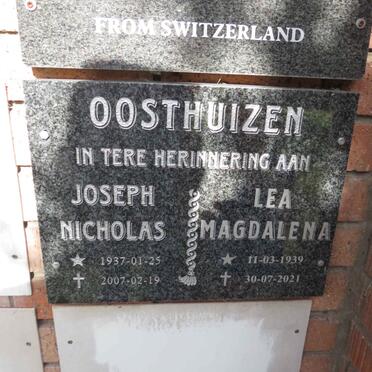 FROM SWITZERLAND
OOSTHUIZEN
IN TERE HERINNERING AAN
JOSEPH
NICHOLAS
1937-01-25
2007-02-19
LEA
MAGDALENA
11-03-1939
30-07-2021